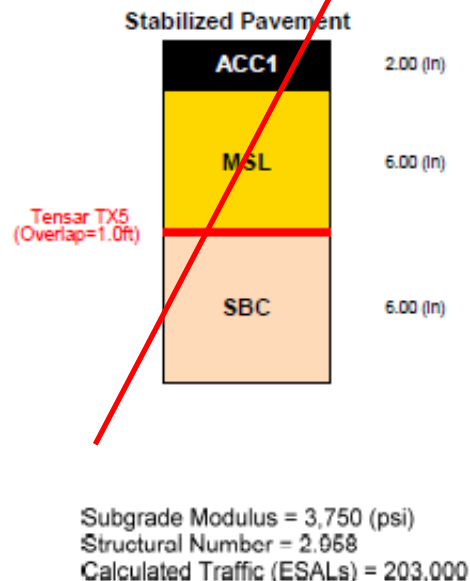 Stabilized Pavement
ACC1 2.00 (In)
MSL 6.00 (In)
Tensar TX5
(Overlap=1.0ft)
SBC 6.00 (In)
Subgrade Modulus = 3,750 (psi)
Structural Number = 2.958
Calculated Traffic (ESALs) = 203,000